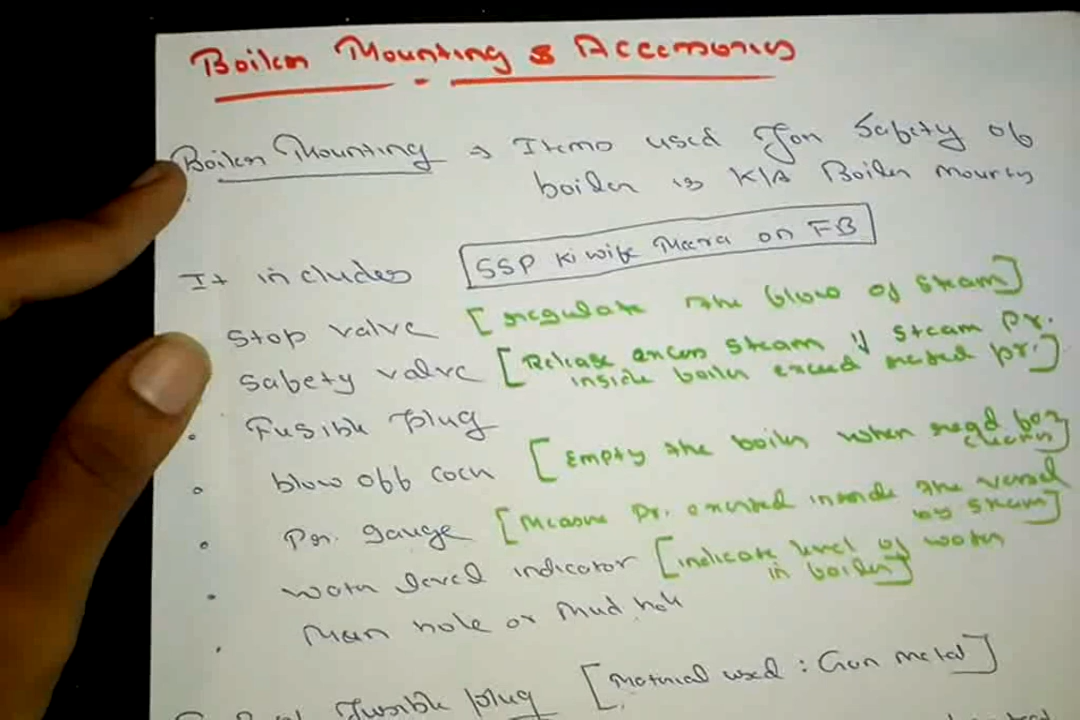 Boiler Mounting & Accessories
Boiler Mounting → Items used for Safety of
boiler is K/A Boiler mounting
It includes [SSP ki wife Meera on FB]
Stop valve [regulate the flow of steam]
Safety valve [Release excess steam if steam pr.
inside boiler exceed rated pr.]
• Fusible plug
• blow off cock [Empty the boiler when reqd for
clean]
• Pr. gauge [Measure Pr. exerted inside the vessel
by steam]
• Water level indicator [indicate level of water
in boiler]
• Man hole or Mud hole
Fusible plug [Material used : Gun metal]